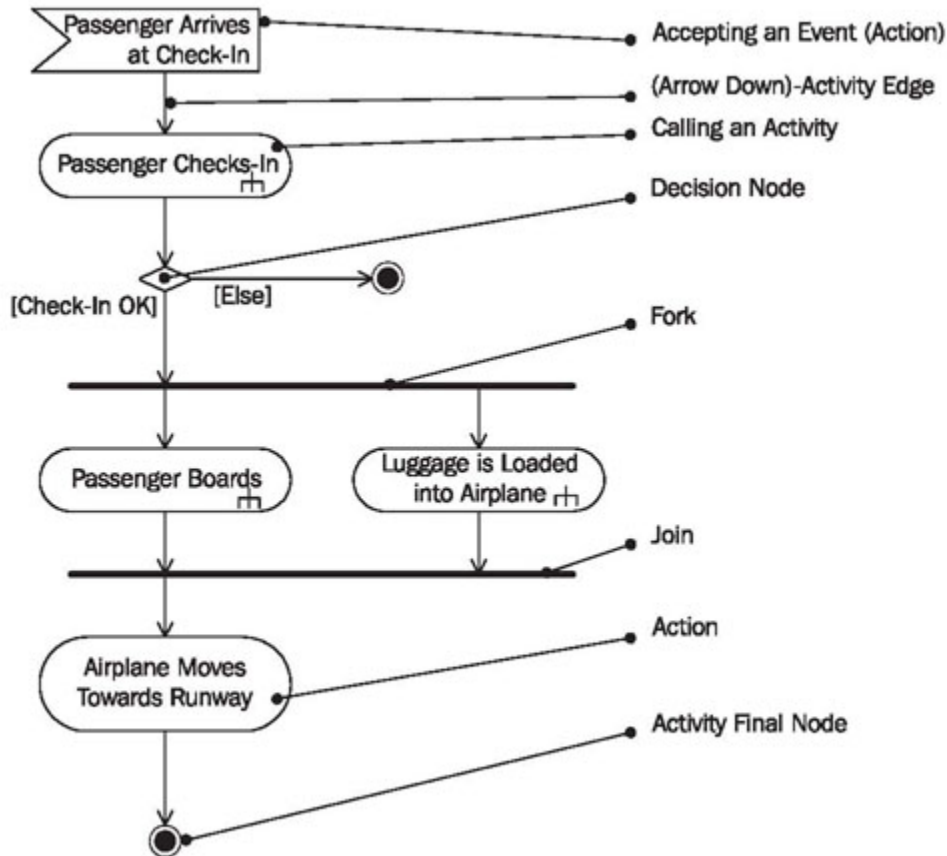 Passenger Arrives
at Check-In
Accepting an Event (Action)
(Arrow Down)-Activity Edge
Calling an Activity
Passenger Checks-In
Decision Node
[Check-In OK]
[Else]
Fork
Passenger Boards
Luggage is Loaded
into Airplane
Join
Action
Airplane Moves
Towards Runway
Activity Final Node